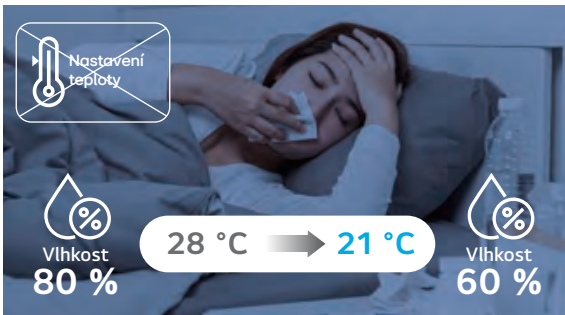 Nastavení
teploty
Vlhkost
80 %
28 °C
21 °C
Vlhkost
60 %